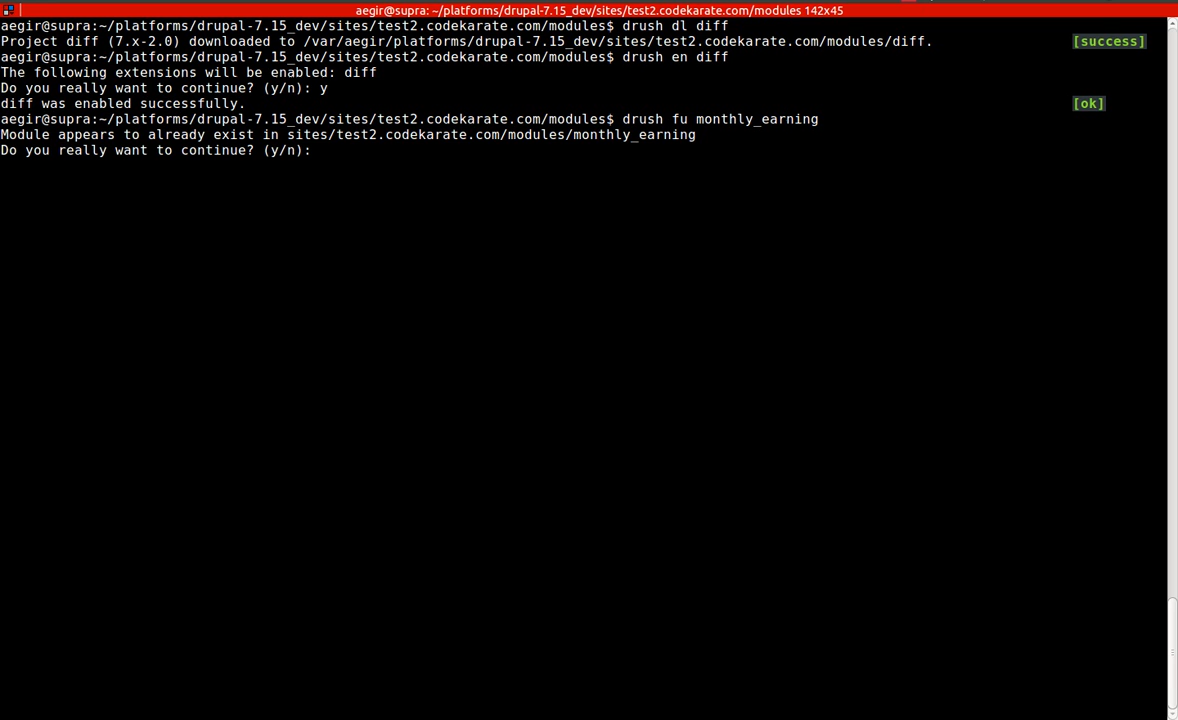 aegir@supra: ~/platforms/drupal-7.15_dev/sites/test2.codekarate.com/modules 142x45
aegir@supra:~/platforms/drupal-7.15_dev/sites/test2.codekarate.com/modules$ drush dl diff
Project diff (7.x-2.0) downloaded to /var/aegir/platforms/drupal-7.15_dev/sites/test2.codekarate.com/modules/diff. [success]
aegir@supra:~/platforms/drupal-7.15_dev/sites/test2.codekarate.com/modules$ drush en diff
The following extensions will be enabled: diff
Do you really want to continue? (y/n): y
diff was enabled successfully. [ok]
aegir@supra:~/platforms/drupal-7.15_dev/sites/test2.codekarate.com/modules$ drush fu monthly_earning
Module appears to already exist in sites/test2.codekarate.com/modules/monthly_earning
Do you really want to continue? (y/n):